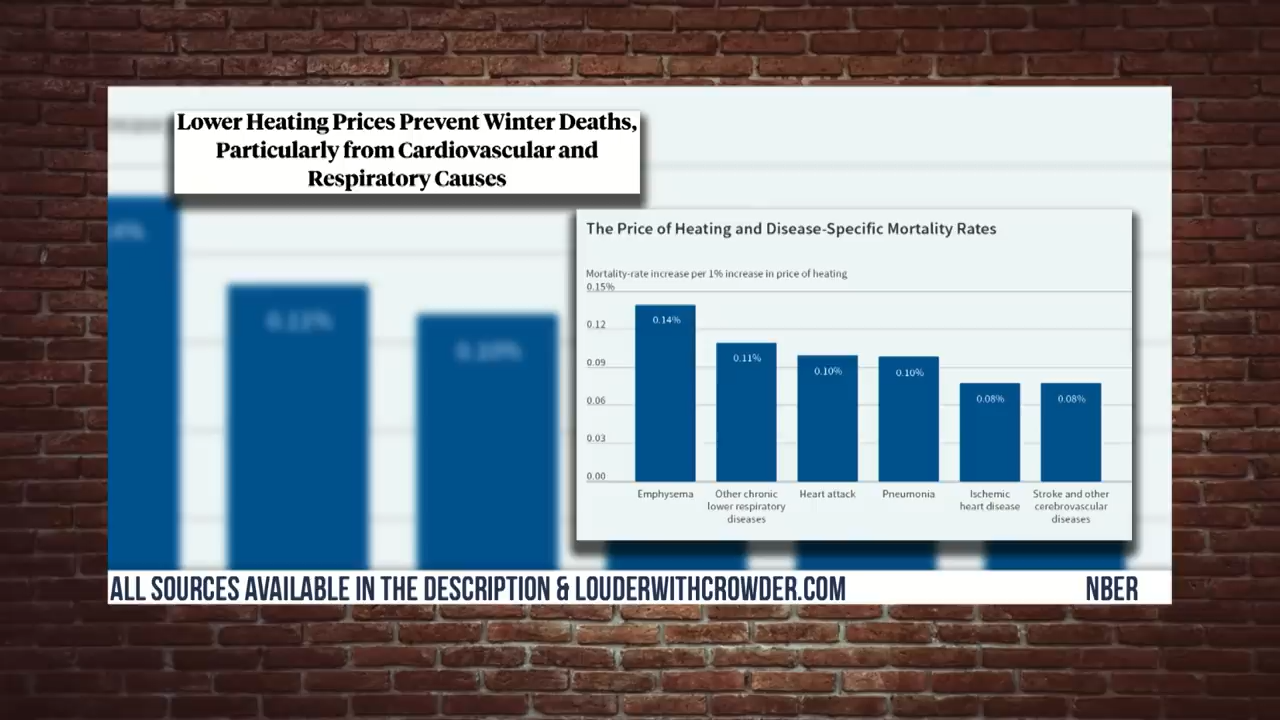 Lower Heating Prices Prevent Winter Deaths,
Particularly from Cardiovascular and
Respiratory Causes
0.11%
0.10%
The Price of Heating and Disease-Specific Mortality Rates
Mortality-rate increase per 1% increase in price of heating
0.15%
0.12
0.09
0.06
0.03
0.00
0.14%
0.11%
0.10%
0.10%
0.08%
0.08%
Emphysema
Other chronic
lower respiratory
diseases
Heart attack
Pneumonia
Ischemic
heart disease
Stroke and other
cerebrovascular
diseases
ALL SOURCES AVAILABLE IN THE DESCRIPTION & LOUDERWITHCROWDER.COM
NBER